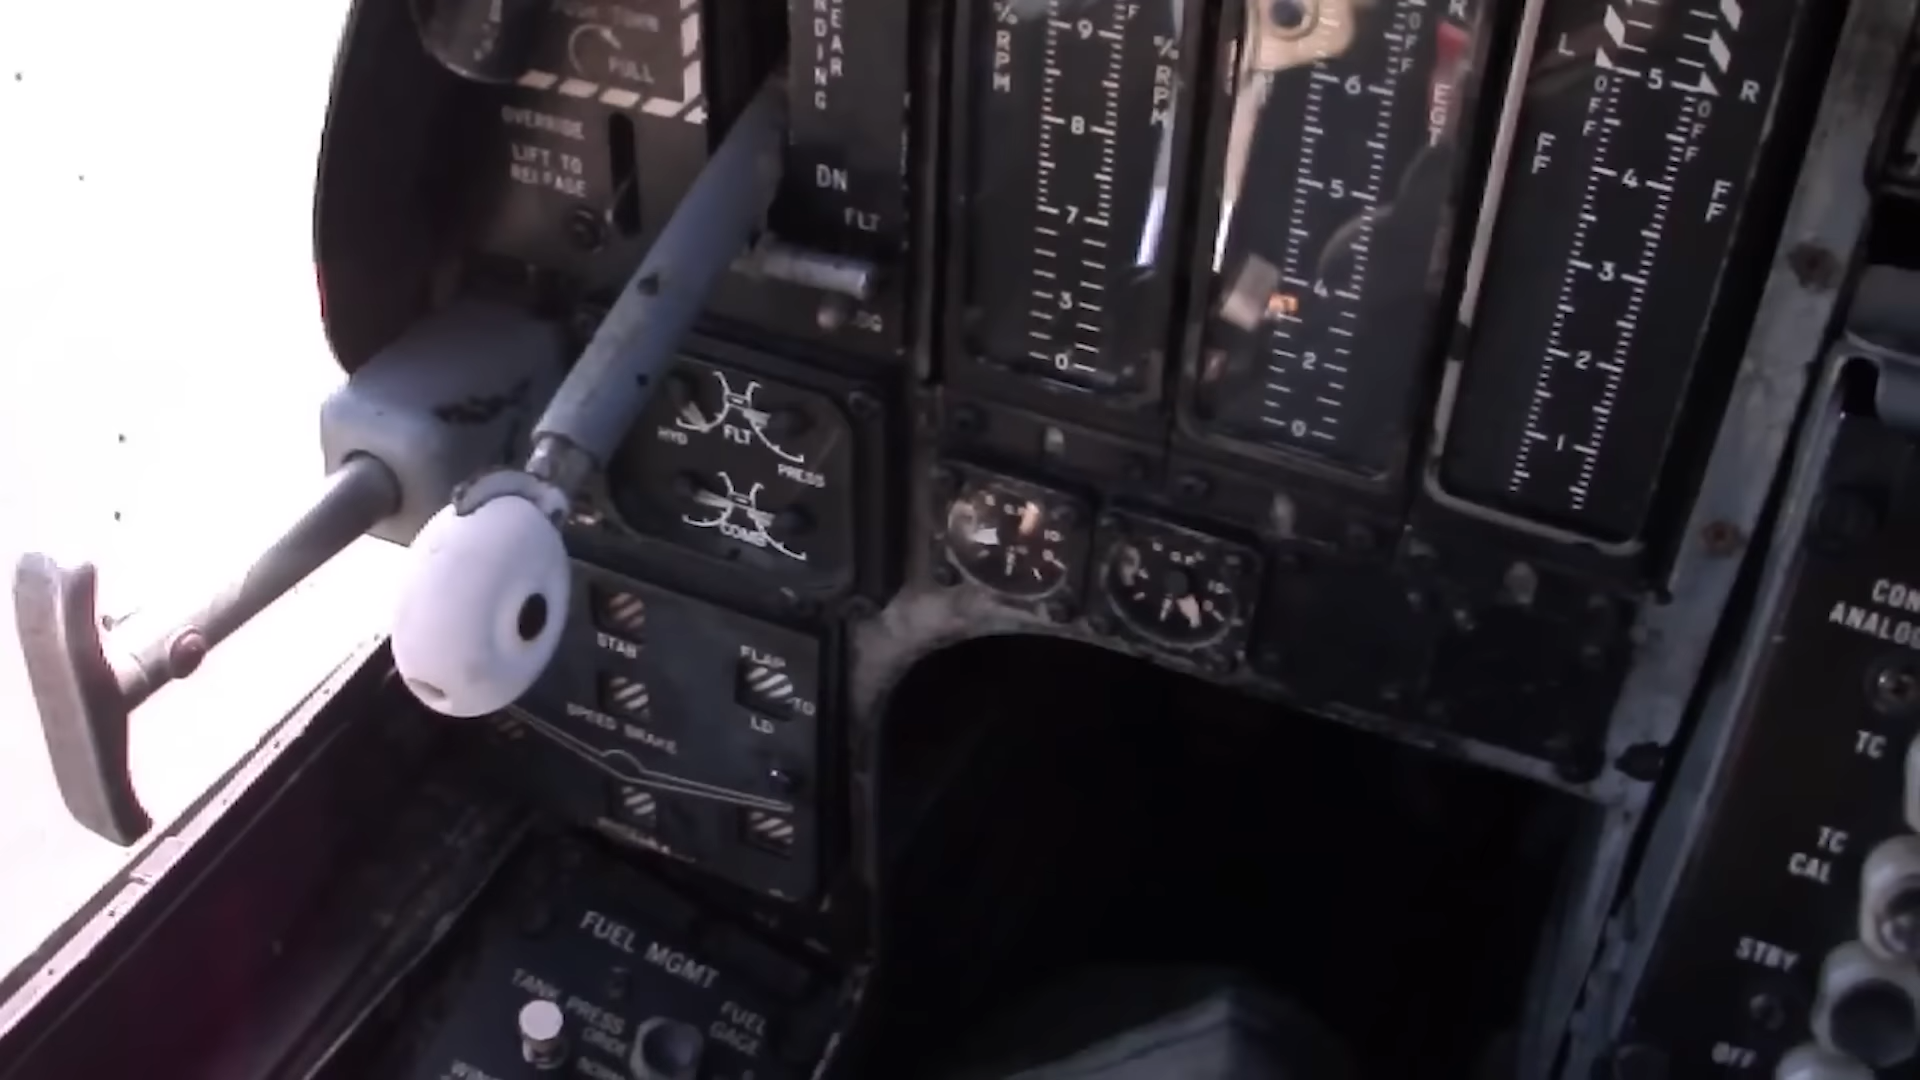 PULL
OVERRIDE
LIFT TO
RELEASE
NDING
EAR
DN
FLT
% RPM
9
8
7
3
0
F
% RPM
6
5
4
2
0
OFF
R
EGT
L
5
4
3
2
1
OFF
OFF
R
FF
FF
HYD
FLT
PRESS
COMB
STAB
SPEED BRAKE
FLAP
TO
LD
FUEL MGMT
TANK PRESS
FUEL
GAGE
CON
ANALOG
TC
TC
CAL
STBY
OFF